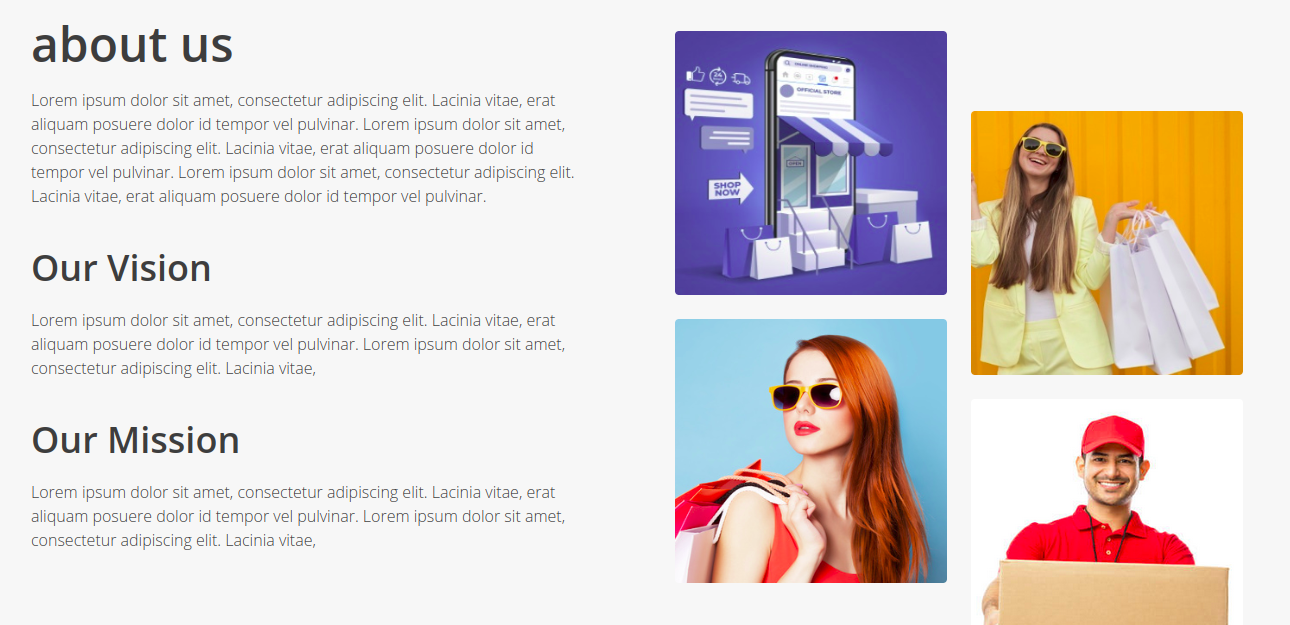 about us
Lorem ipsum dolor sit amet, consectetur adipiscing elit. Lacinia vitae, erat
aliquam posuere dolor id tempor vel pulvinar. Lorem ipsum dolor sit amet,
consectetur adipiscing elit. Lacinia vitae, erat aliquam posuere dolor id
tempor vel pulvinar. Lorem ipsum dolor sit amet, consectetur adipiscing elit.
Lacinia vitae, erat aliquam posuere dolor id tempor vel pulvinar.
Our Vision
Lorem ipsum dolor sit amet, consectetur adipiscing elit. Lacinia vitae, erat
aliquam posuere dolor id tempor vel pulvinar. Lorem ipsum dolor sit amet,
consectetur adipiscing elit. Lacinia vitae,
Our Mission
Lorem ipsum dolor sit amet, consectetur adipiscing elit. Lacinia vitae, erat
aliquam posuere dolor id tempor vel pulvinar. Lorem ipsum dolor sit amet,
consectetur adipiscing elit. Lacinia vitae,
ONLINE SHOPPING
24
OFFICIAL STORE
OPEN
SHOP
NOW